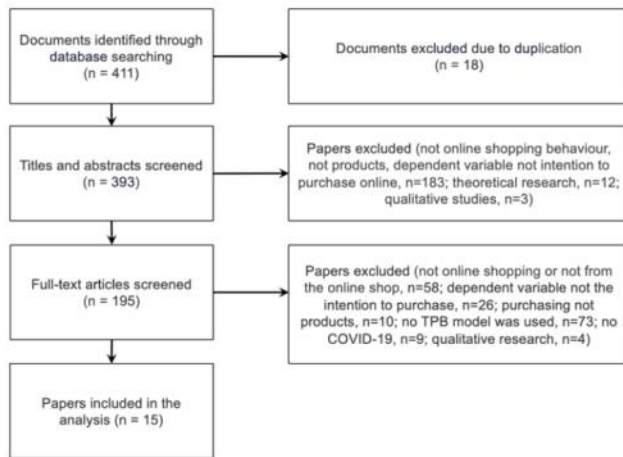 Documents identified through
database searching
(n = 411)
Documents excluded due to duplication
(n = 18)
Titles and abstracts screened
(n = 393)
Papers excluded (not online shopping behaviour,
not products, dependent variable not intention to
purchase online, n=183; theoretical research, n=12;
qualitative studies, n=3)
Full-text articles screened
(n = 195)
Papers excluded (not online shopping or not from
the online shop, n=58; dependent variable not the
intention to purchase, n=26; purchasing not
products, n=10; no TPB model was used, n=73; no
COVID-19, n=9; qualitative research, n=4)
Papers included in the
analysis (n = 15)